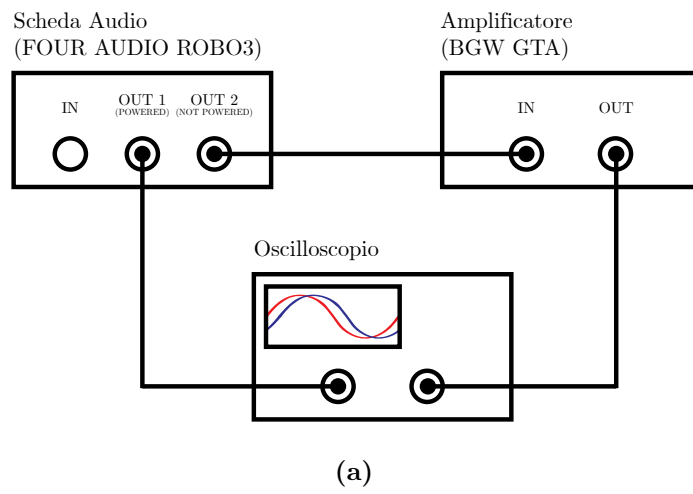 Scheda Audio
(FOUR AUDIO ROBO3)
IN
OUT 1
(POWERED)
OUT 2
(NOT POWERED)
Amplificatore
(BGW GTA)
IN
OUT
Oscilloscopio
(a)